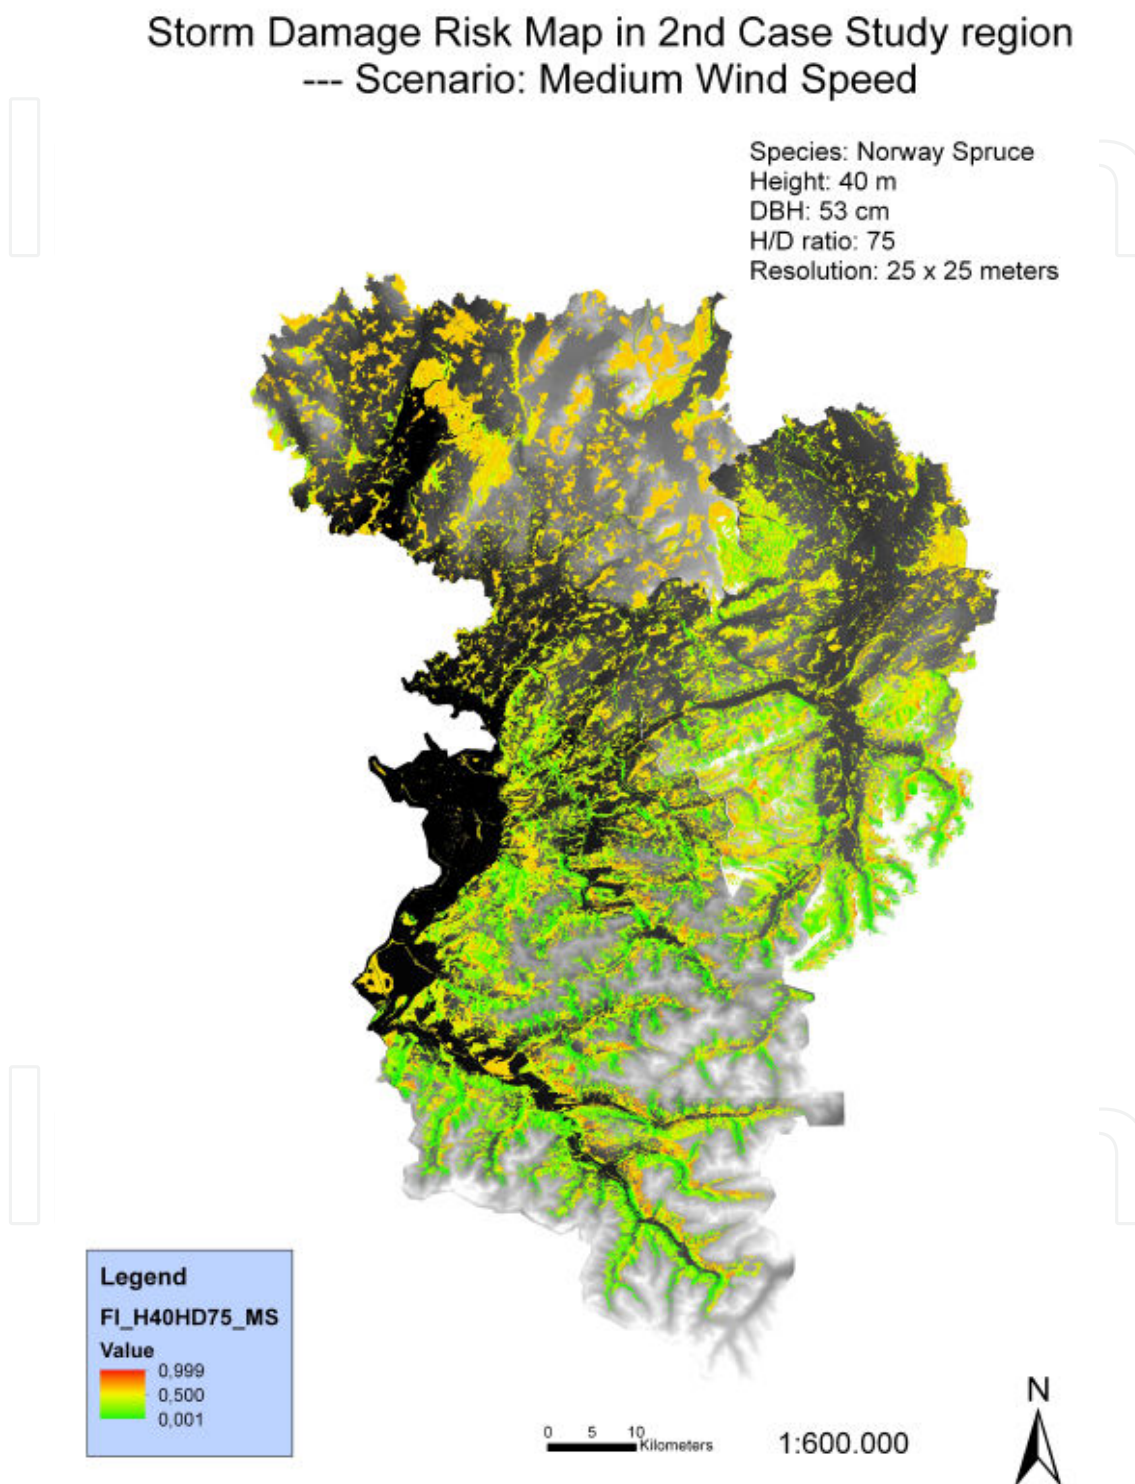 Storm Damage Risk Map in 2nd Case Study region
--- Scenario: Medium Wind Speed
Species: Norway Spruce
Height: 40 m
DBH: 53 cm
H/D ratio: 75
Resolution: 25 x 25 meters
Legend
FI_H40HD75_MS
Value
0,999
0,500
0,001
0 5 10
Kilometers
1:600.000
N